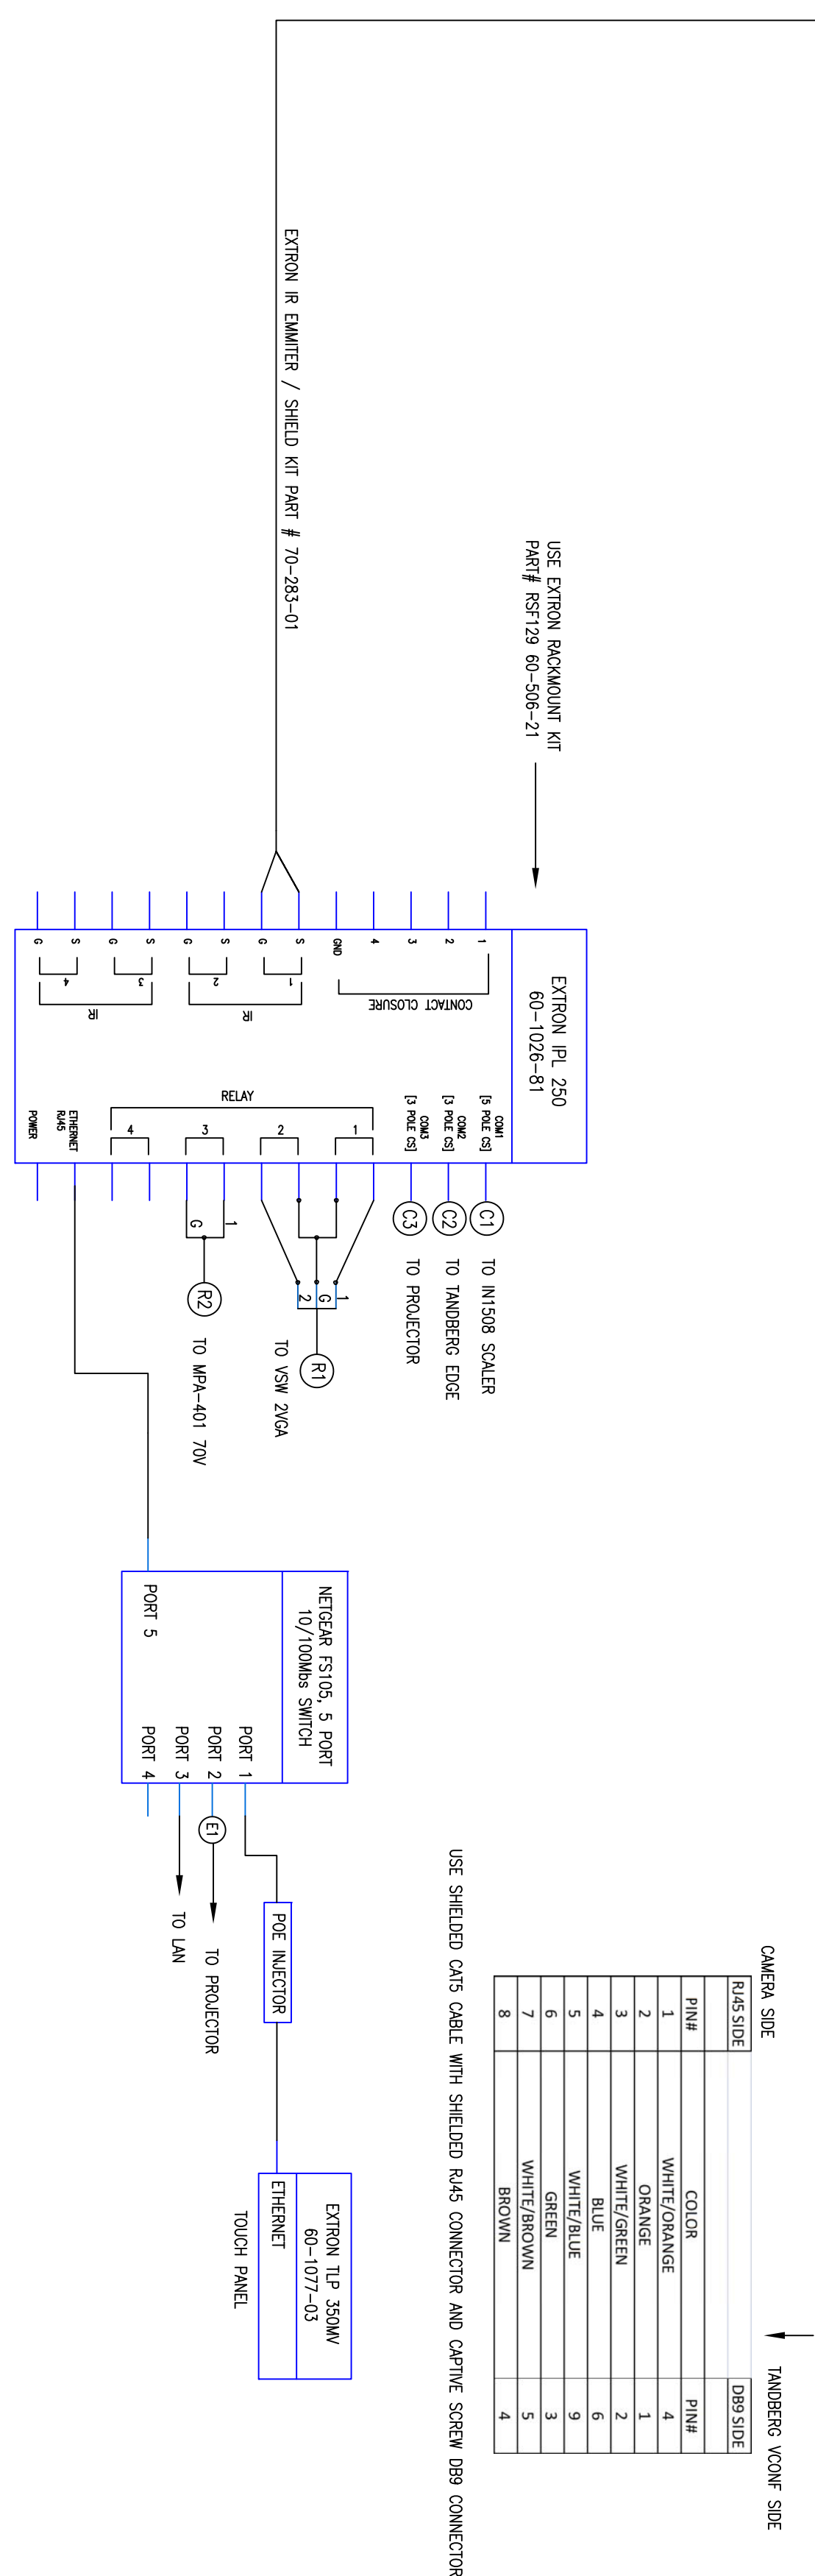 USE EXTRON RACKMOUNT KIT
PART# RSF129 60-506-21
EXTRON IR EMMITER / SHIELD KIT PART # 70-283-01
EXTRON IPL 250
60-1026-81
1
2
3
4
GND
CONTACT CLOSURE
S
G
1
S
G
2
IR
S
G
3
S
G
4
IR
COM1
[5 POLE CS]
COM2
[3 POLE CS]
COM3
[3 POLE CS]
RELAY
1
2
3
4
ETHERNET
RJ45
POWER
C1 TO IN1508 SCALER
C2 TO TANDBERG EDGE
C3 TO PROJECTOR
1
G
2
R1
TO VSW 2VGA
1
G
R2 TO MPA-401 70V
NETGEAR FS105, 5 PORT
10/100Mbs SWITCH
PORT 5
PORT 1
PORT 2
PORT 3
PORT 4
E1
TO PROJECTOR
TO LAN
POE INJECTOR
EXTRON TLP 350MV
60-1077-03
ETHERNET
TOUCH PANEL
CAMERA SIDE TANDBERG VCONF SIDE
RJ45 SIDE DB9 SIDE
PIN# COLOR PIN#
1 WHITE/ORANGE 4
2 ORANGE 1
3 WHITE/GREEN 2
4 BLUE 6
5 WHITE/BLUE 9
6 GREEN 3
7 WHITE/BROWN 5
8 BROWN 4
USE SHIELDED CAT5 CABLE WITH SHIELDED RJ45 CONNECTOR AND CAPTIVE SCREW DB9 CONNECTOR